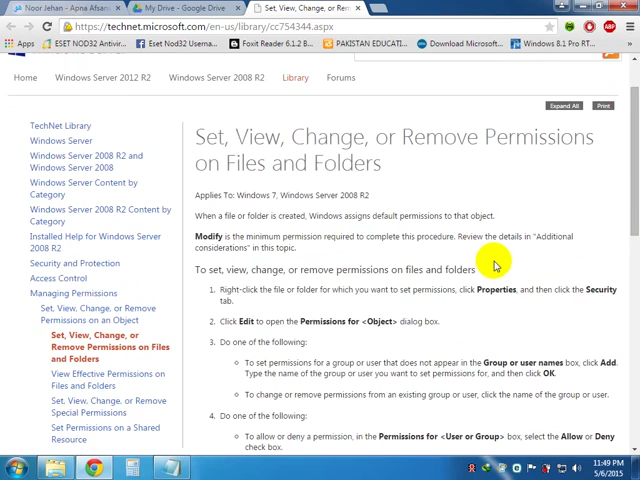 Noor Jehan - Apna Afsan
My Drive - Google Drive
Set, View, Change, or Rem
https://technet.microsoft.com/en-us/library/cc754344.aspx
ESET NOD32 Antivir
Eset Nod32 Userna
Foxit Reader 6.1.2 B
PAKISTAN EDUCATI
Download Microsoft
Windows 8.1 Pro RT
Home
Windows Server 2012 R2
Windows Server 2008 R2
Library
Forums
Expand All
Print
TechNet Library
Windows Server
Windows Server 2008 R2 and
Windows Server 2008
Windows Server Content by
Category
Windows Server 2008 R2 Content by
Category
Installed Help for Windows Server
2008 R2
Security and Protection
Access Control
Managing Permissions
Set, View, Change, or Remove
Permissions on an Object
Set, View, Change, or
Remove Permissions on Files
and Folders
View Effective Permissions on
Files and Folders
Set, View, Change, or Remove
Special Permissions
Set Permissions on a Shared
Resource
Set, View, Change, or Remove Permissions
on Files and Folders
Applies To: Windows 7, Windows Server 2008 R2
When a file or folder is created, Windows assigns default permissions to that object.
Modify is the minimum permission required to complete this procedure. Review the details in "Additional
considerations" in this topic.
To set, view, change, or remove permissions on files and folders
1. Right-click the file or folder for which you want to set permissions, click Properties, and then click the Security
tab.
2. Click Edit to open the Permissions for <Object> dialog box.
3. Do one of the following:
To set permissions for a group or user that does not appear in the Group or user names box, click Add.
Type the name of the group or user you want to set permissions for, and then click OK.
To change or remove permissions from an existing group or user, click the name of the group or user.
4. Do one of the following:
To allow or deny a permission, in the Permissions for <User or Group> box, select the Allow or Deny
check box.
11:49 PM
5/6/2015